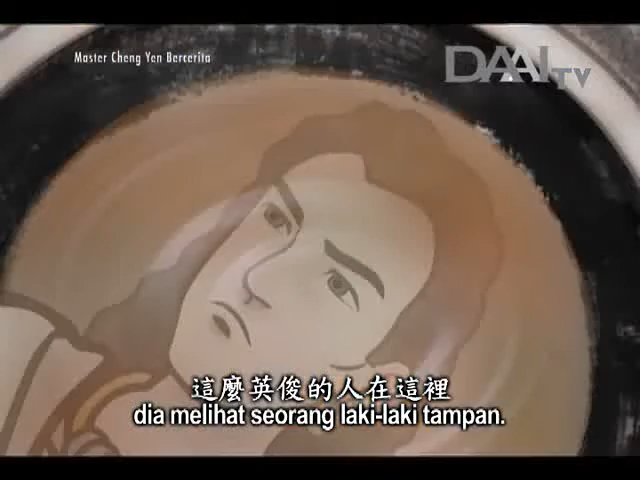 Master Cheng Yen Bercerita
DAAI TV
這麼英俊的人在這裡
dia melihat seorang laki-laki tampan.